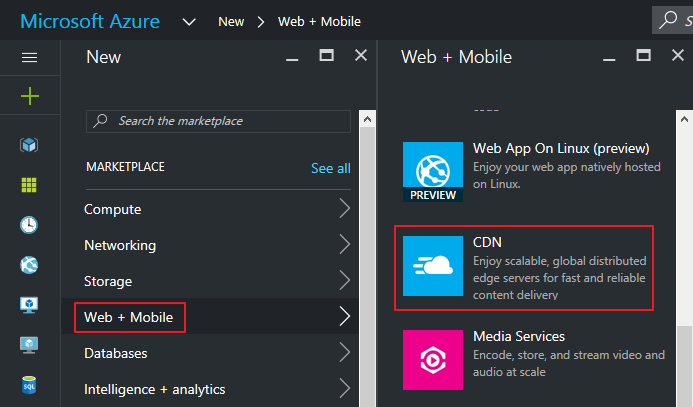 Microsoft Azure New Web + Mobile
New
Search the marketplace
MARKETPLACE See all
Compute
Networking
Storage
Web + Mobile
Databases
Intelligence + analytics
SQL
Web + Mobile
Web App On Linux (preview)
Enjoy your web app natively hosted
on Linux.
PREVIEW
CDN
Enjoy scalable, global distributed
edge servers for fast and reliable
content delivery
Media Services
Encode, store, and stream video and
audio at scale